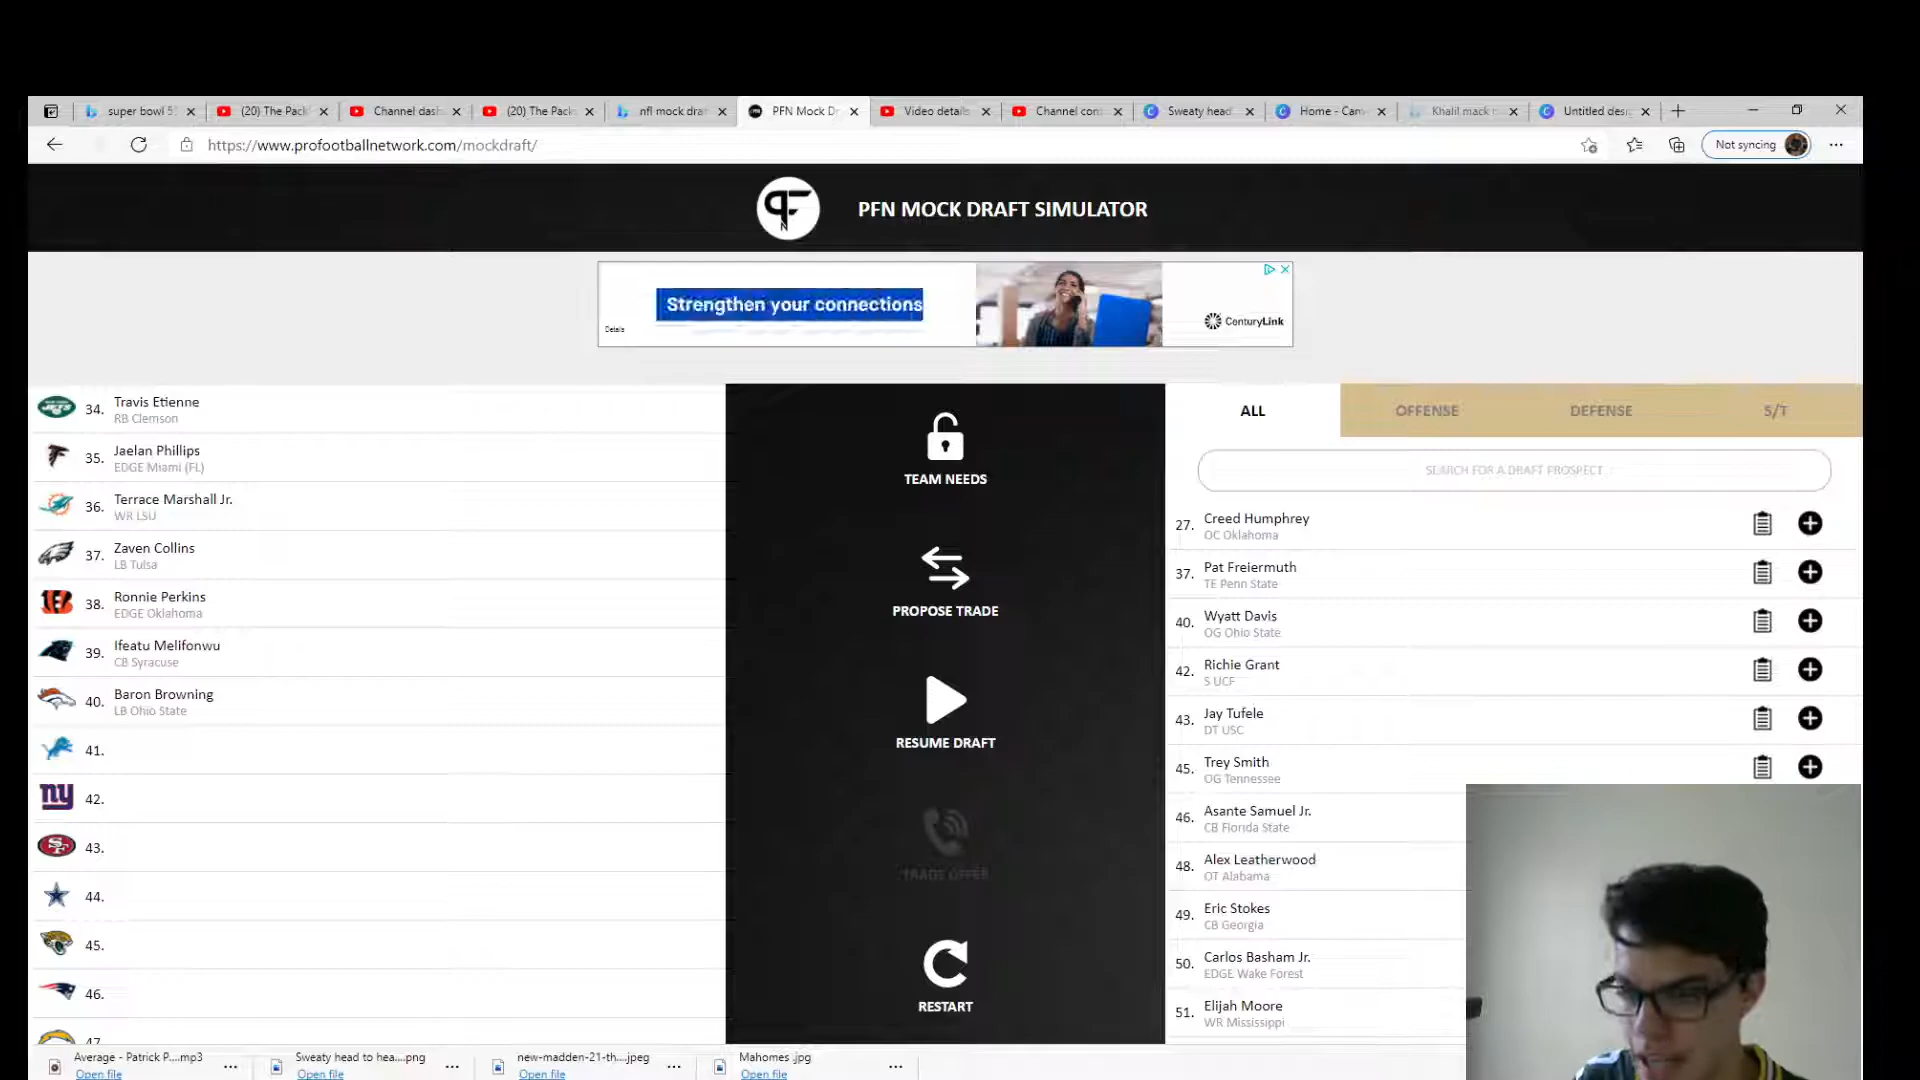 super bowl 5
(20) The Pack
Channel dash
(20) The Pack
nfl mock draf
PFN Mock Dr
Video details
Channel cont
Sweaty head
Home - Can
Khalil mack
Untitled desi
https://www.profootballnetwork.com/mockdraft/
Not syncing
PFN
PFN MOCK DRAFT SIMULATOR
Strengthen your connections
Details
CenturyLink
34. Travis Etienne
RB Clemson
35. Jaelan Phillips
EDGE Miami (FL)
36. Terrace Marshall Jr.
WR LSU
37. Zaven Collins
LB Tulsa
38. Ronnie Perkins
EDGE Oklahoma
39. Ifeatu Melifonwu
CB Syracuse
40. Baron Browning
LB Ohio State
41.
ny 42.
43.
44.
45.
46.
47
TEAM NEEDS
PROPOSE TRADE
RESUME DRAFT
TRADE OFFER
RESTART
ALL
OFFENSE
DEFENSE
S/T
SEARCH FOR A DRAFT PROSPECT
27. Creed Humphrey
OC Oklahoma
37. Pat Freiermuth
TE Penn State
40. Wyatt Davis
OG Ohio State
42. Richie Grant
S UCF
43. Jay Tufele
DT USC
45. Trey Smith
OG Tennessee
46. Asante Samuel Jr.
CB Florida State
48. Alex Leatherwood
OT Alabama
49. Eric Stokes
CB Georgia
50. Carlos Basham Jr.
EDGE Wake Forest
51. Elijah Moore
WR Mississippi
Average - Patrick P....mp3
Open file
Sweaty head to hea....png
Open file
new-madden-21-th....jpeg
Open file
Mahomes .jpg
Open file